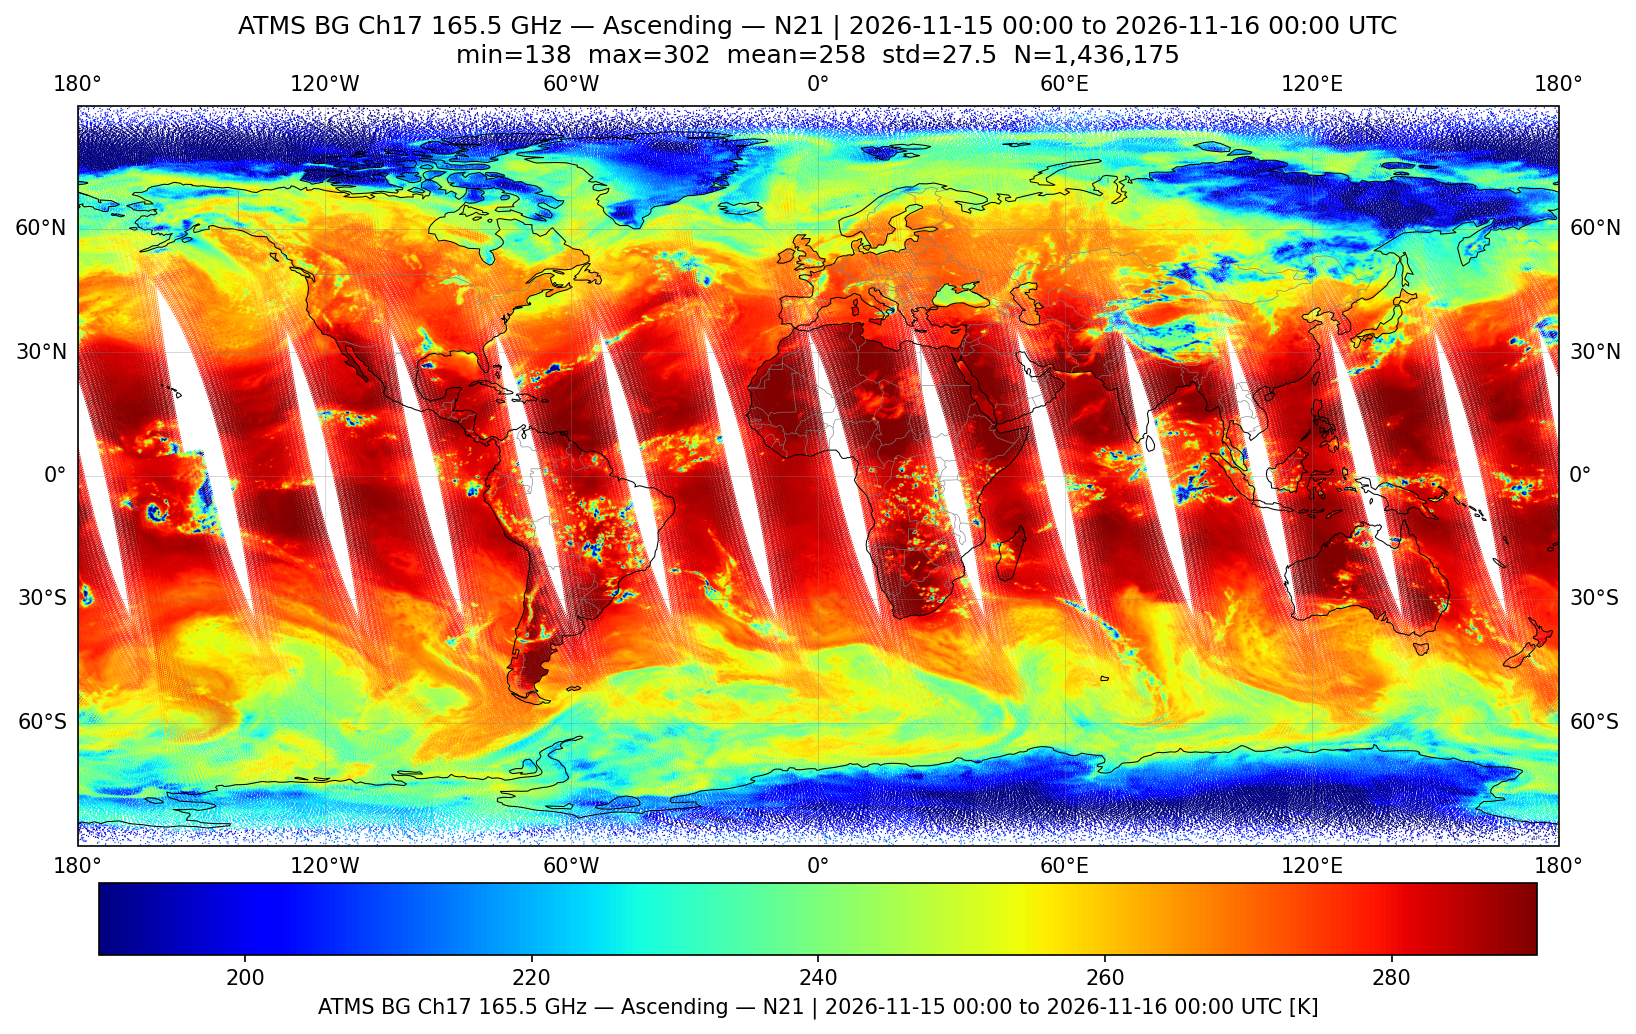 ATMS BG Ch17 165.5 GHz — Ascending — N21 | 2026-11-15 00:00 to 2026-11-16 00:00 UTC
min=138  max=302  mean=258  std=27.5  N=1,436,175
180° 120°W 60°W 0° 60°E 120°E 180°
60°N 60°N
30°N 30°N
0° 0°
30°S 30°S
60°S 60°S
180° 120°W 60°W 0° 60°E 120°E 180°
200 220 240 260 280
ATMS BG Ch17 165.5 GHz — Ascending — N21 | 2026-11-15 00:00 to 2026-11-16 00:00 UTC [K]